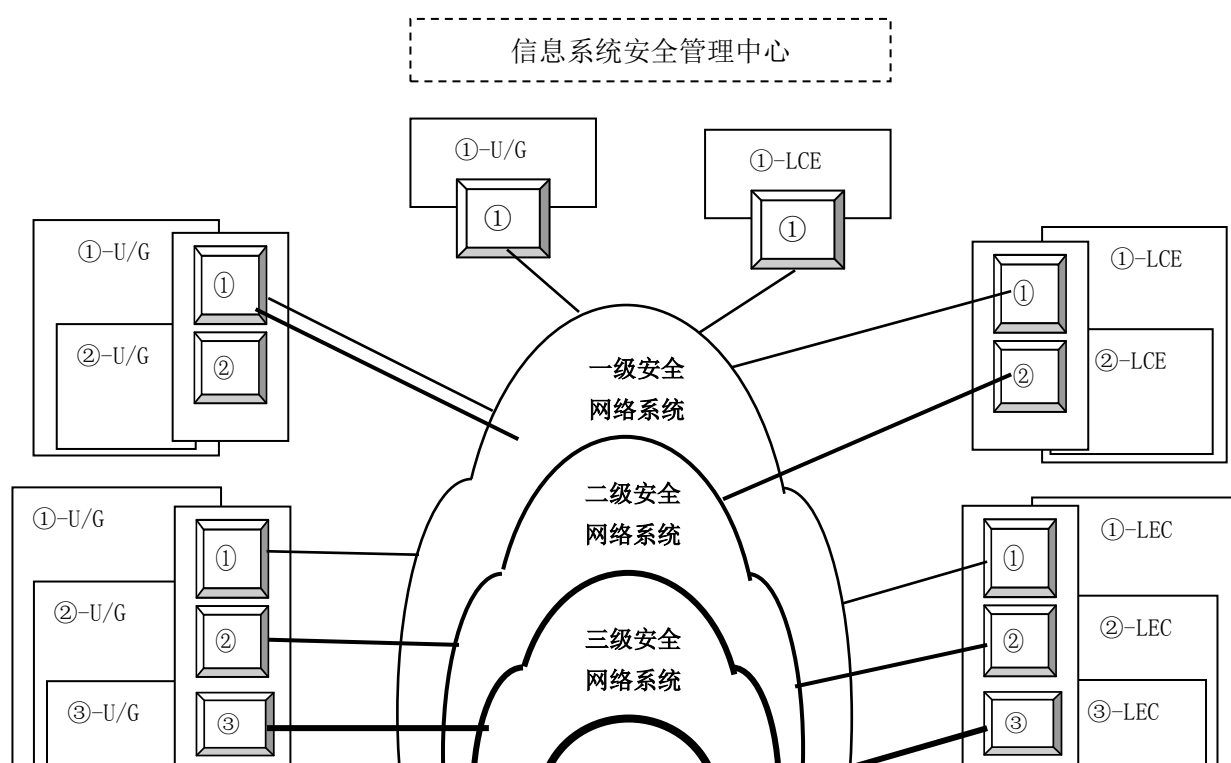 信息系统安全管理中心
①-U/G
①-LCE
①
①
①-U/G
①
②-U/G
②
①-LCE
①
②-LCE
②
一级安全
网络系统
二级安全
网络系统
①-U/G
①
②-U/G
②
③-U/G
③
三级安全
网络系统
①-LEC
①
②-LEC
②
③-LEC
③